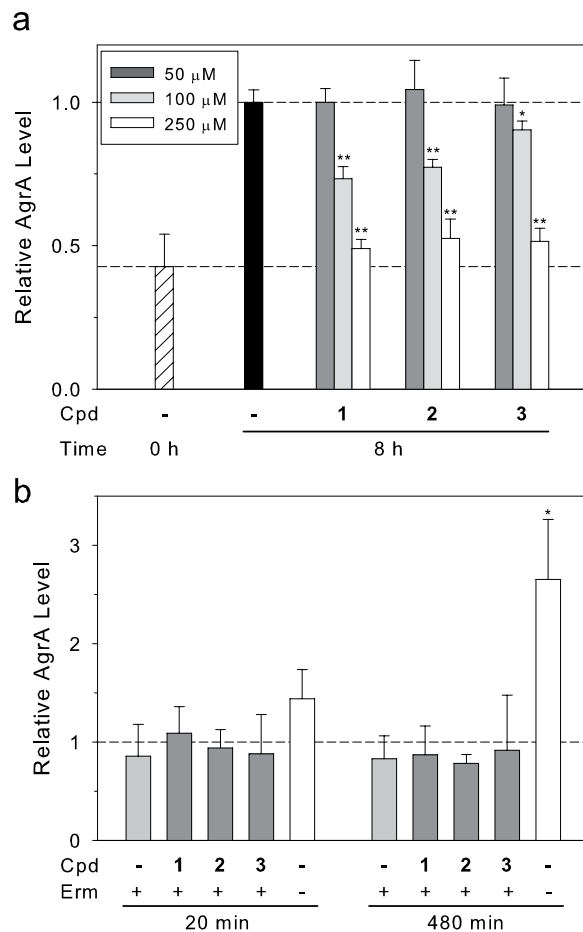 a
50 μM
100 μM
250 μM
1.0
0.5
0.0
Relative AgrA Level
** ** ** ** * **
Cpd - - 1 2 3
Time 0 h 8 h
b
3
2
1
0
Relative AgrA Level
*
Cpd - 1 2 3 - - 1 2 3 -
Erm + + + + - + + + + -
20 min 480 min